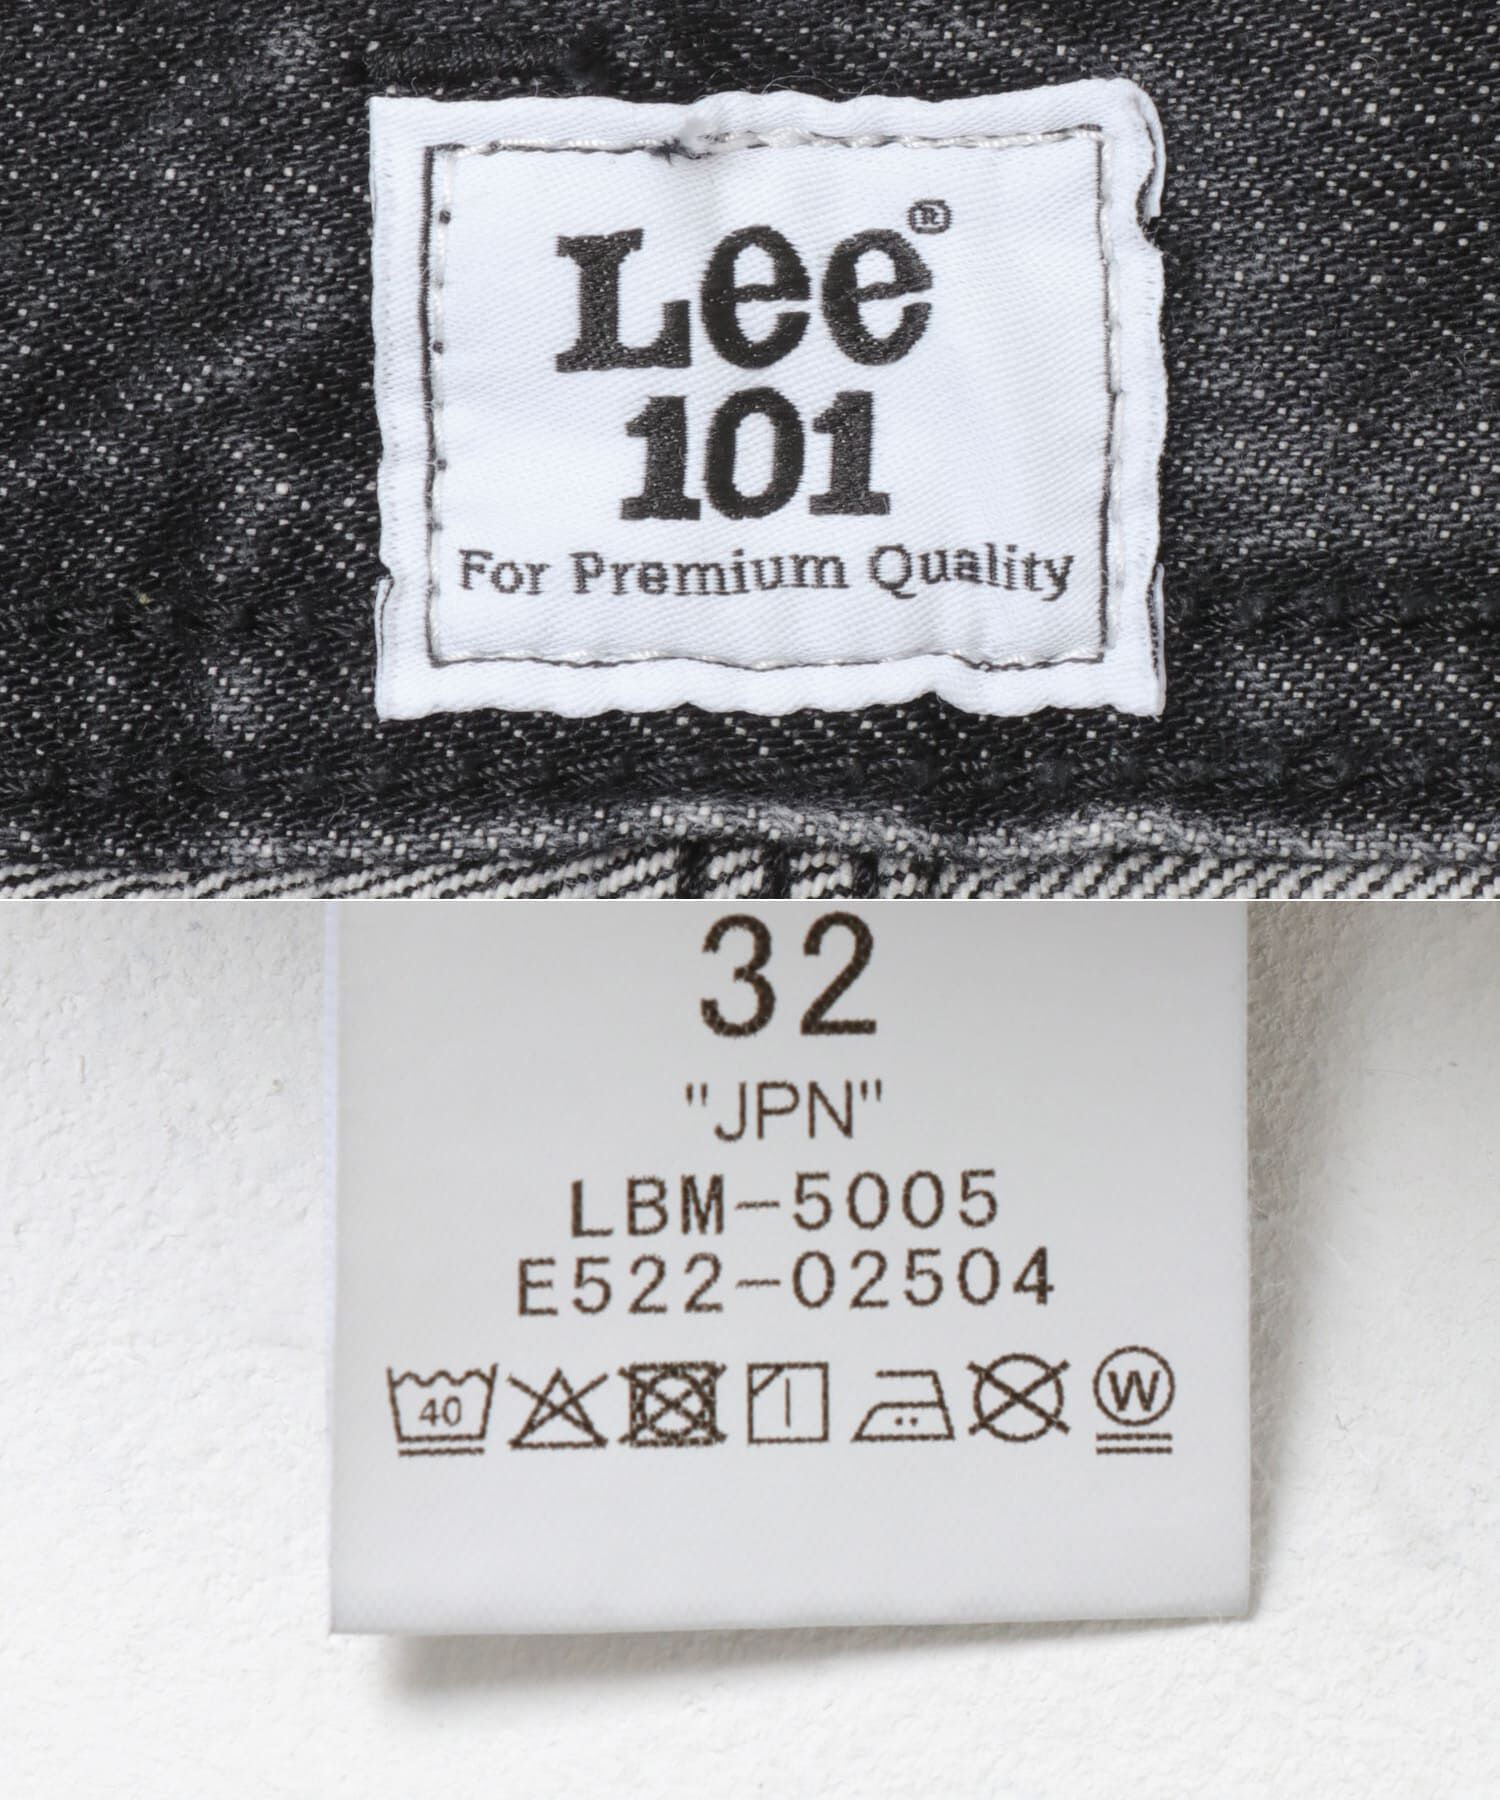 Lee®
101
For Premium Quality
32
"JPN"
LBM-5005
E522-02504
40
W